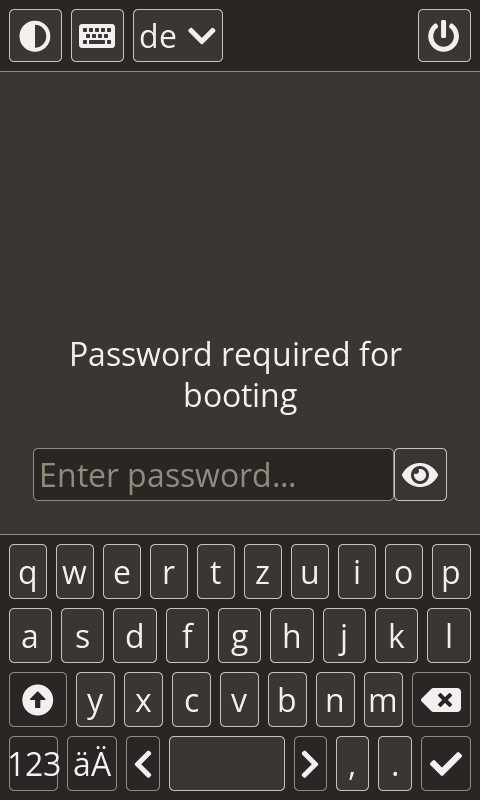 de
Password required for
booting
Enter password...
q w e r t z u i o p
a s d f g h j k l
y x c v b n m
123 äÄ , .